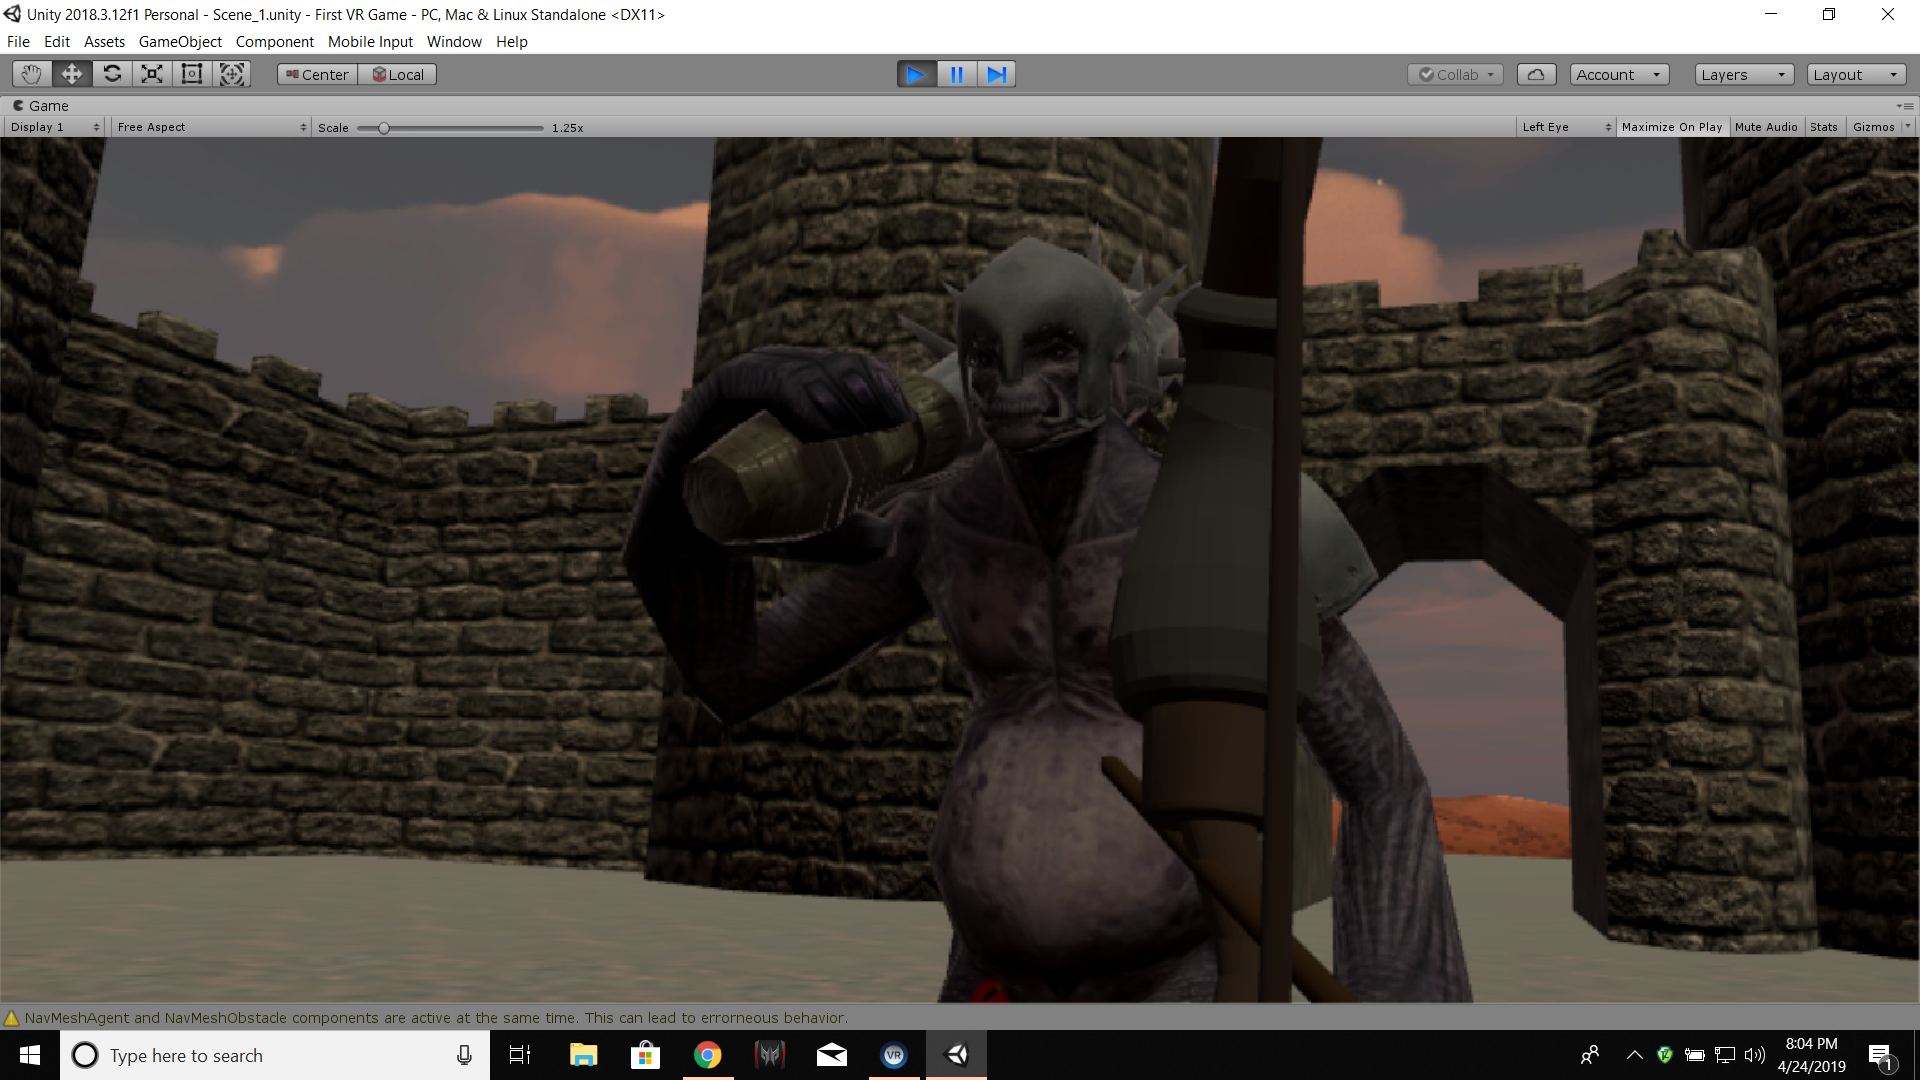 Unity 2018.3.12f1 Personal - Scene_1.unity - First VR Game - PC, Mac & Linux Standalone <DX11>
File Edit Assets GameObject Component Mobile Input Window Help
Center Local Collab Account Layers Layout
Game
Display 1 Free Aspect Scale 1.25x Left Eye Maximize On Play Mute Audio Stats Gizmos
NavMeshAgent and NavMeshObstacle components are active at the same time. This can lead to errorneous behavior.
Type here to search
VR
8:04 PM
4/24/2019
1